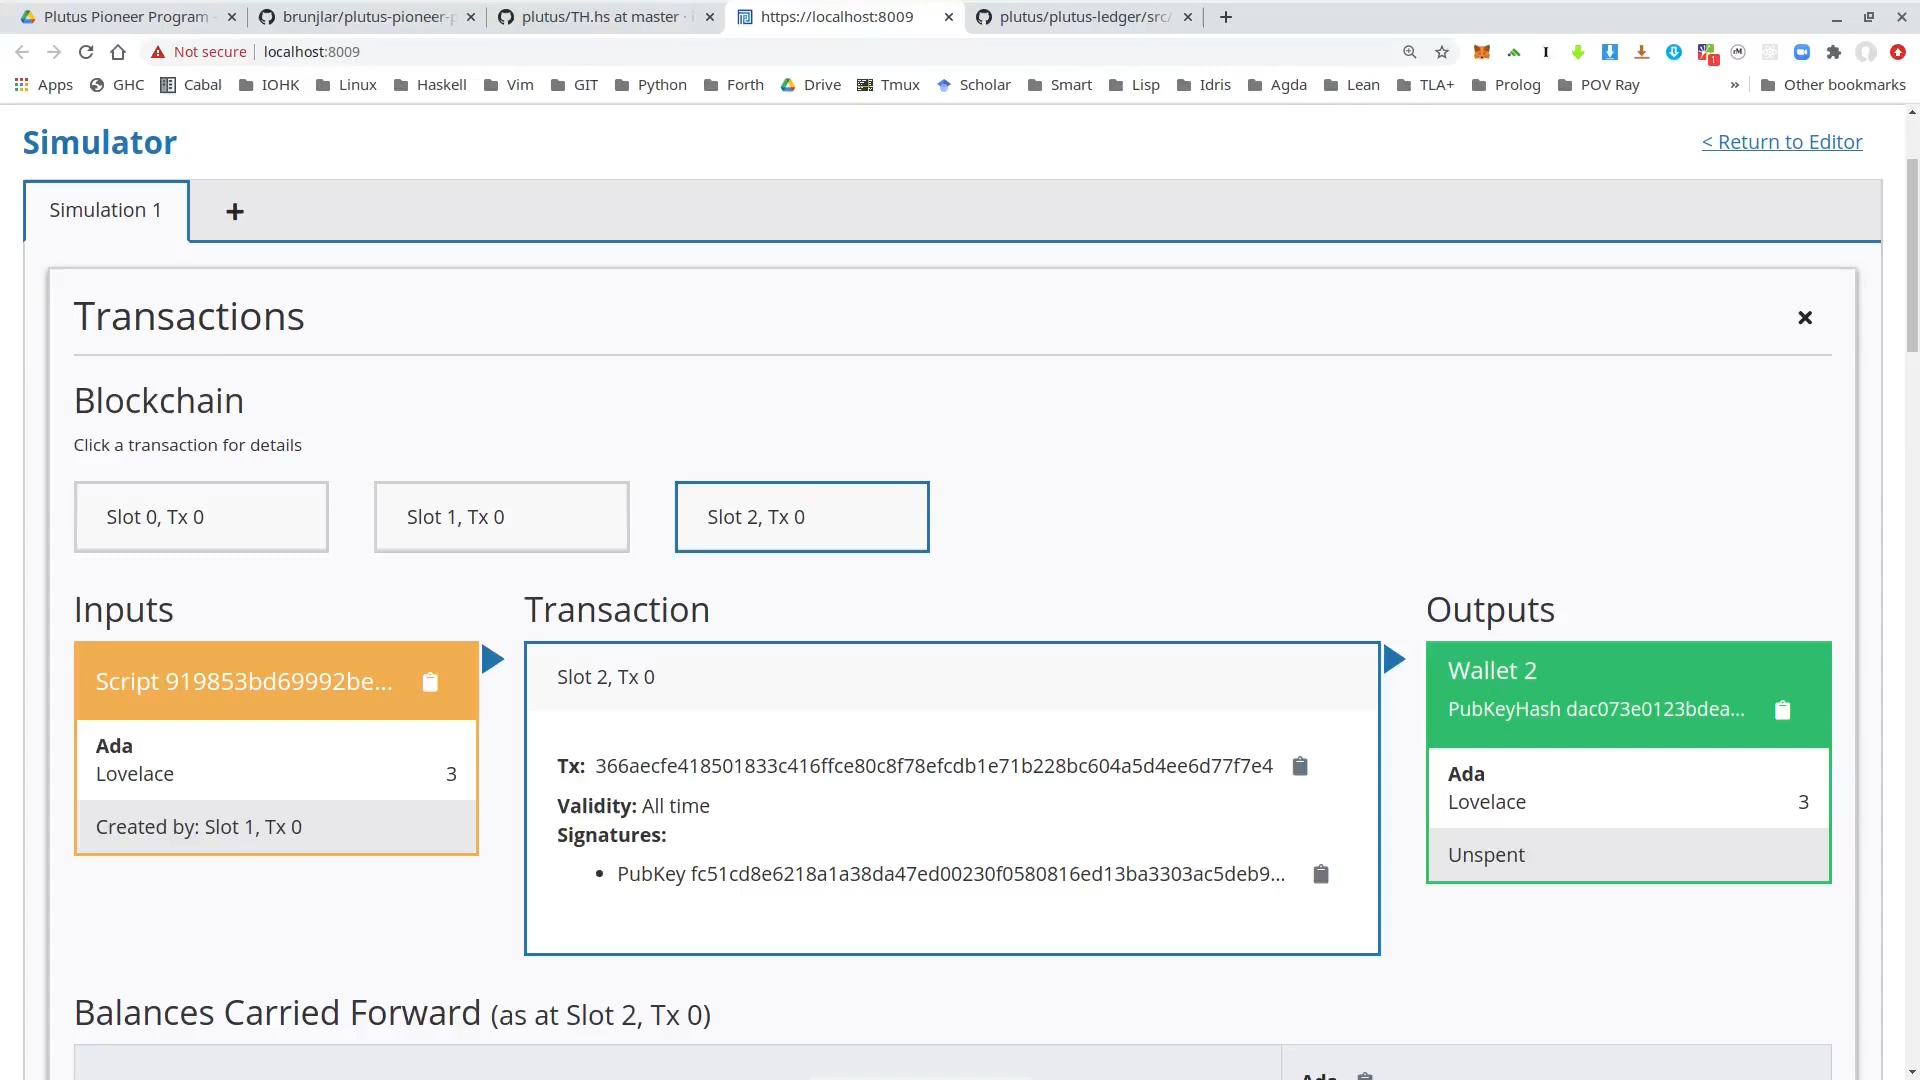 Plutus Pioneer Program -
brunjlar/plutus-pioneer-p
plutus/TH.hs at master · i
https://localhost:8009
plutus/plutus-ledger/src/
Not secure
localhost:8009
Apps
GHC
Cabal
IOHK
Linux
Haskell
Vim
GIT
Python
Forth
Drive
Tmux
Scholar
Smart
Lisp
Idris
Agda
Lean
TLA+
Prolog
POV Ray
»
Other bookmarks
Simulator
< Return to Editor
Simulation 1
+
Transactions
Blockchain
Click a transaction for details
Slot 0, Tx 0
Slot 1, Tx 0
Slot 2, Tx 0
Inputs
Script 919853bd69992be...
Ada
Lovelace 3
Created by: Slot 1, Tx 0
Transaction
Slot 2, Tx 0
Tx: 366aecfe418501833c416ffce80c8f78efcdb1e71b228bc604a5d4ee6d77f7e4
Validity: All time
Signatures:
• PubKey fc51cd8e6218a1a38da47ed00230f0580816ed13ba3303ac5deb9...
Outputs
Wallet 2
PubKeyHash dac073e0123bdea...
Ada
Lovelace 3
Unspent
Balances Carried Forward (as at Slot 2, Tx 0)
Ada